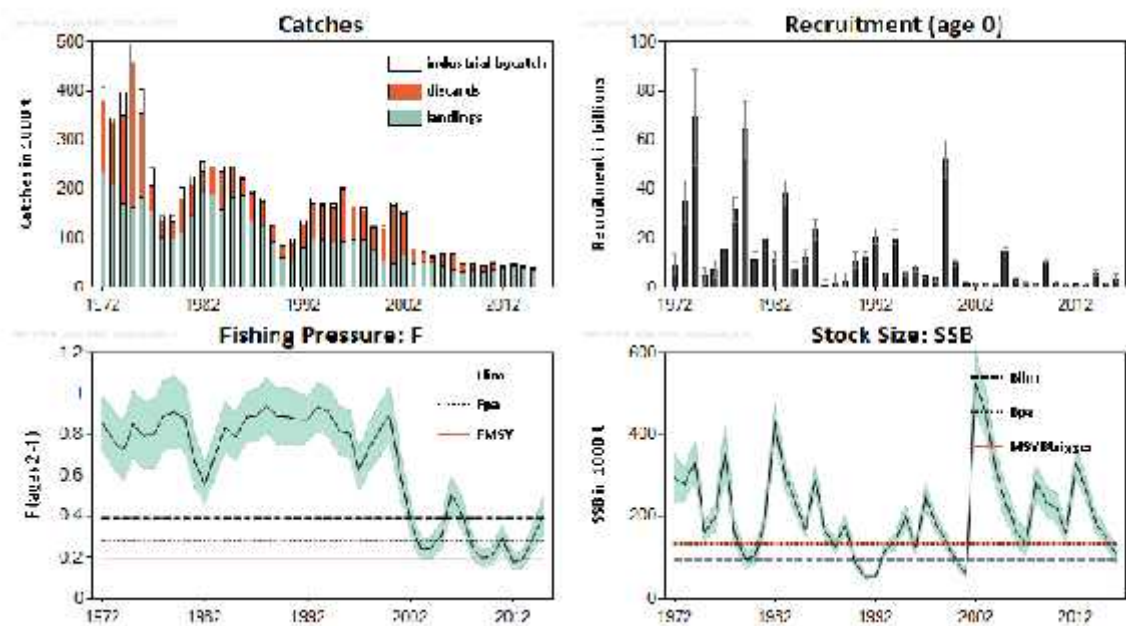 Catches
500
400
300
200
100
0
Catches in 1000 t
industrial bycatch
discards
landings
1972
1982
1992
2002
2012
Recruitment (age 0)
100
80
60
40
20
0
Recruitment in billions
1972
1982
1992
2002
2012
Fishing Pressure: F
1.2
1
0.8
0.6
0.4
0.2
0
Flim
Fpa
FMSY
1972
1982
1992
2002
2012
Stock Size: SSB
600
400
200
0
SSB in 1000 t
Blim
Bpa
1972
1982
1992
2002
2012